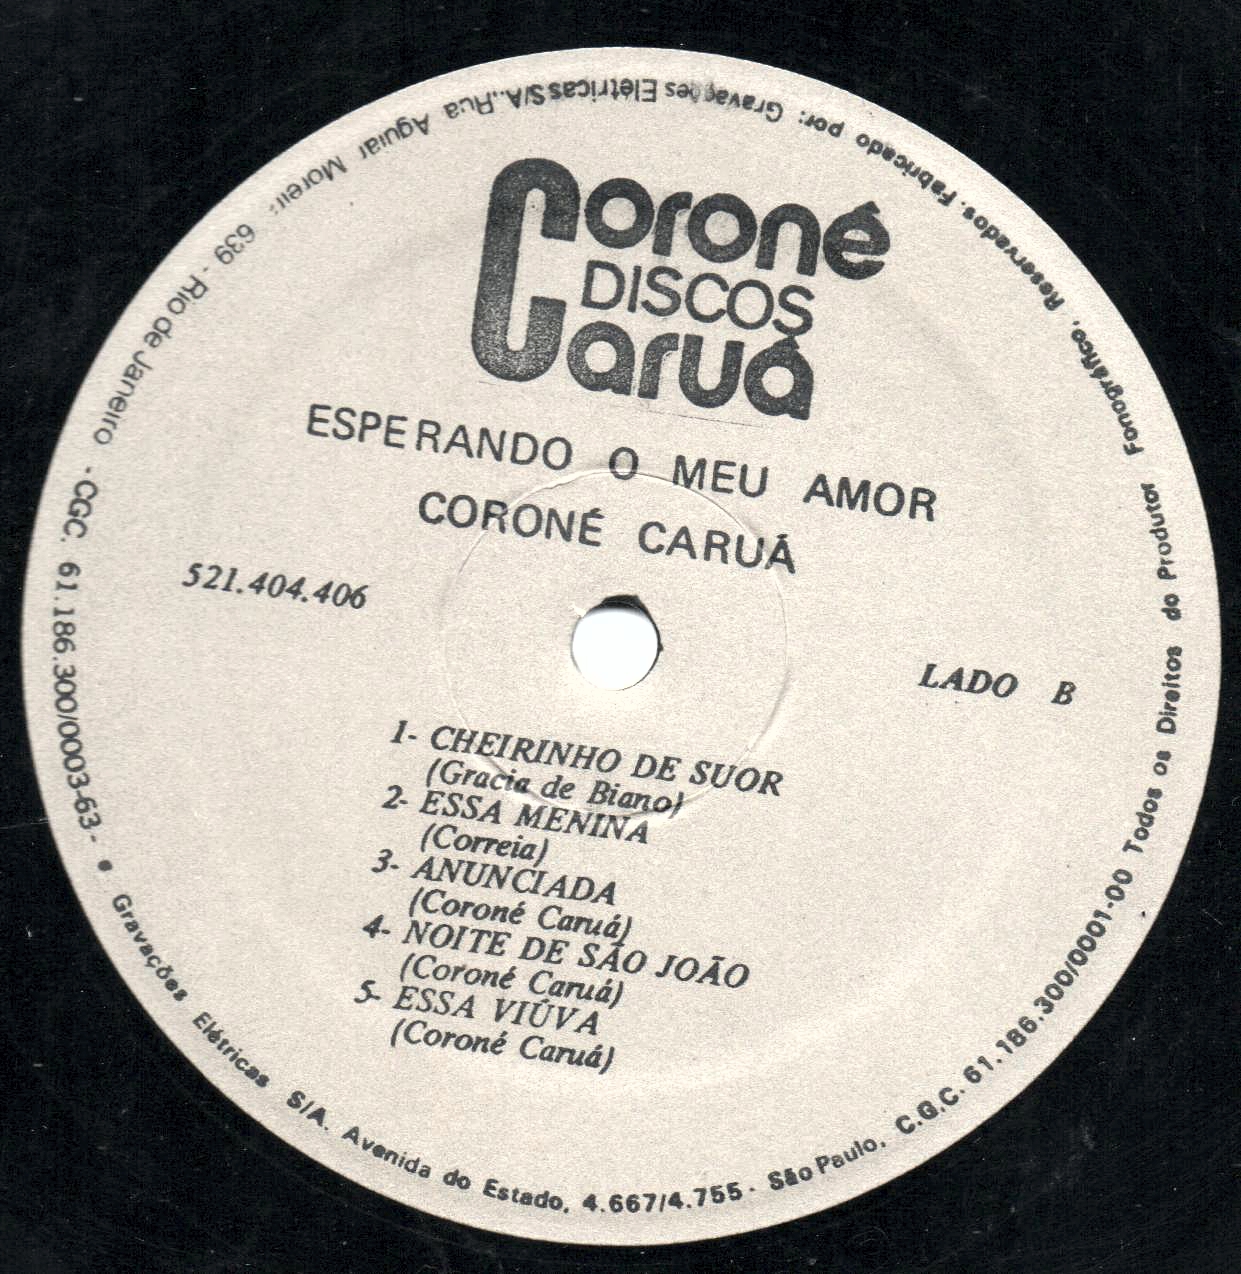 Coroné
DISCOS
Caruá
ESPERANDO O MEU AMOR
CORONÉ CARUÁ
521.404.406
LADO B
1- CHEIRINHO DE SUOR
(Gracia de Biano)
2- ESSA MENINA
(Correia)
3- ANUNCIADA
(Coroné Caruá)
4- NOITE DE SÃO JOÃO
(Coroné Caruá)
5- ESSA VIÚVA
(Coroné Caruá)
Gravações Elétricas S/A. Avenida do Estado, 4.667/4.755 - São Paulo, C.G.C. 61.186.300/0001-00 Todos os Direitos do Produtor Fonográfico, Reservados. Fabricado por: Gravações Elétricas S/A., Rua Aguiar 639 - Rio de Janeiro - CGC. 61.186.300/0003-63 -